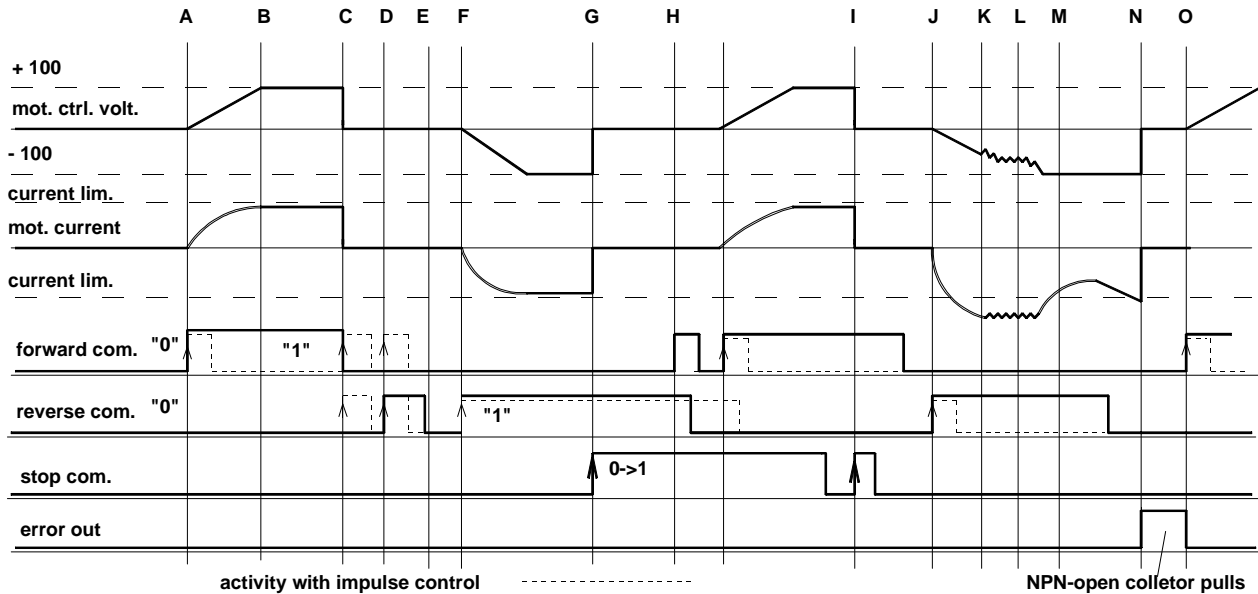 A B C D E F G H I J K L M N O
+ 100
mot. ctrl. volt.
- 100
current lim.
mot. current
current lim.
forward com. "0" "1"
reverse com. "0" "1"
stop com. 0->1
error out
activity with impulse control
NPN-open colletor pulls